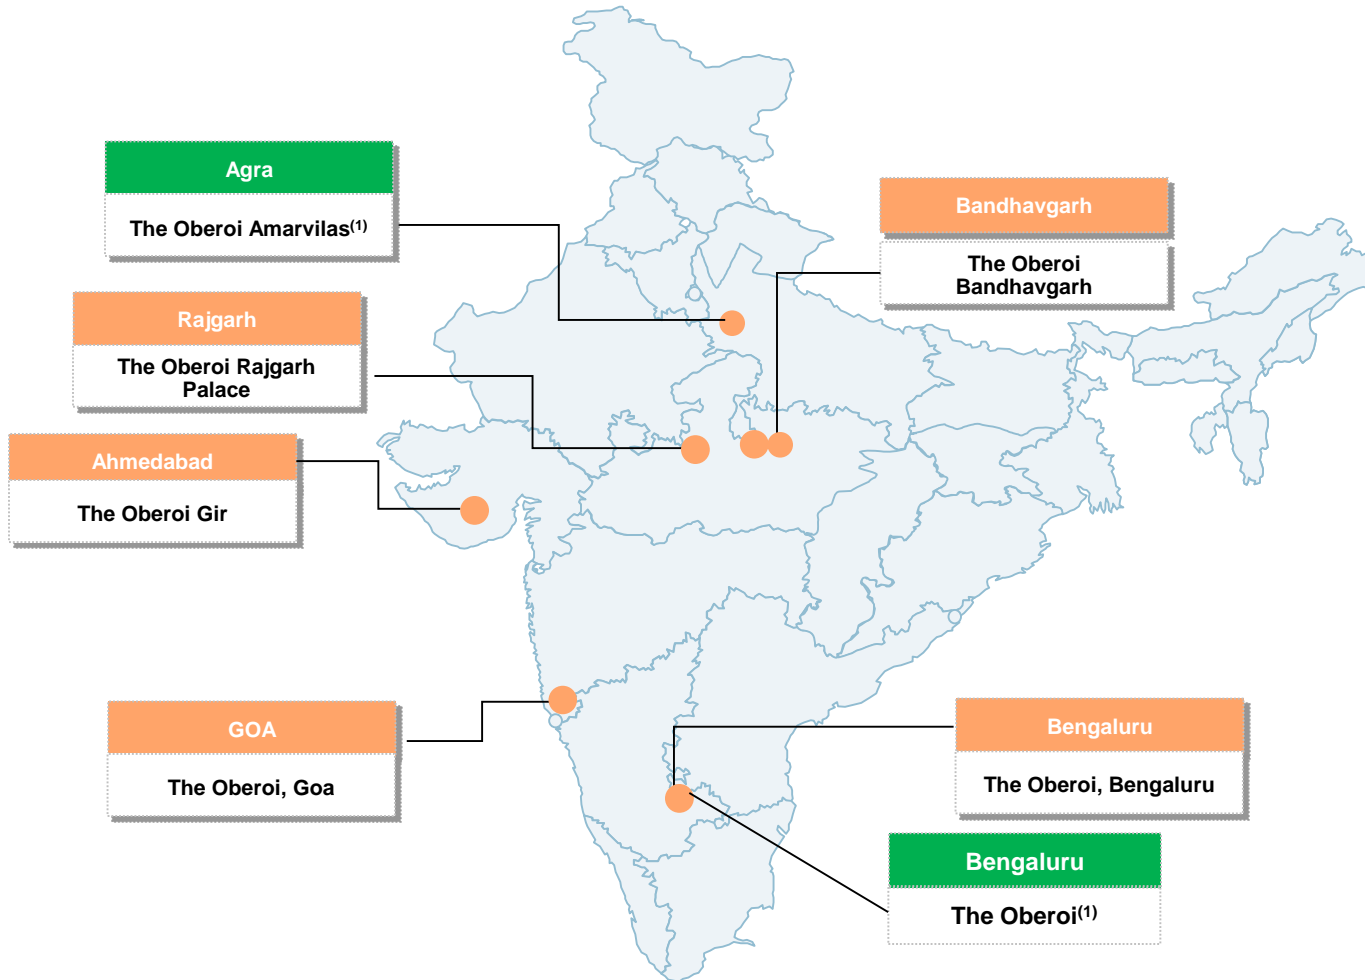 Agra
The Oberoi Amarvilas(1)
Bandhavgarh
The Oberoi
Bandhavgarh
Rajgarh
The Oberoi Rajgarh
Palace
Ahmedabad
The Oberoi Gir
GOA
The Oberoi, Goa
Bengaluru
The Oberoi, Bengaluru
Bengaluru
The Oberoi(1)